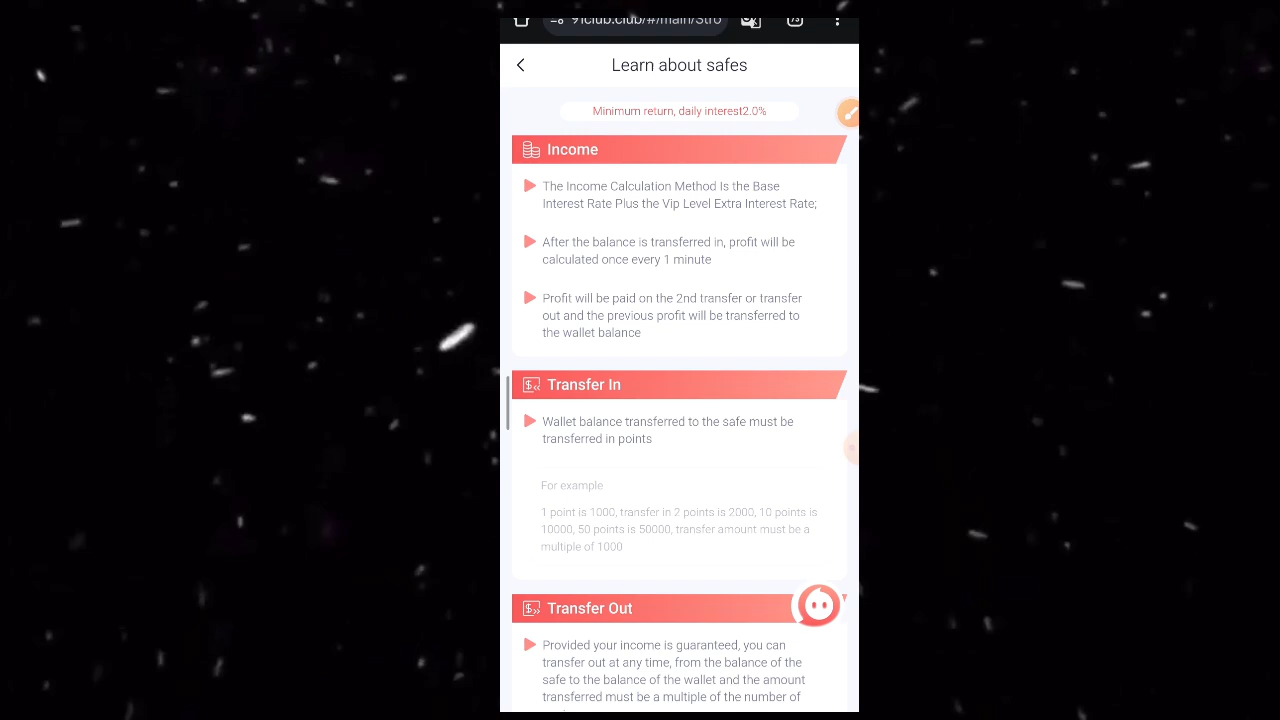 91club.club/#/main/Stro
Learn about safes
Minimum return, daily interest2.0%
Income
The Income Calculation Method Is the Base
Interest Rate Plus the Vip Level Extra Interest Rate;
After the balance is transferred in, profit will be
calculated once every 1 minute
Profit will be paid on the 2nd transfer or transfer
out and the previous profit will be transferred to
the wallet balance
Transfer In
Wallet balance transferred to the safe must be
transferred in points
For example
1 point is 1000, transfer in 2 points is 2000, 10 points is
10000, 50 points is 50000, transfer amount must be a
multiple of 1000
Transfer Out
Provided your income is guaranteed, you can
transfer out at any time, from the balance of the
safe to the balance of the wallet and the amount
transferred must be a multiple of the number of